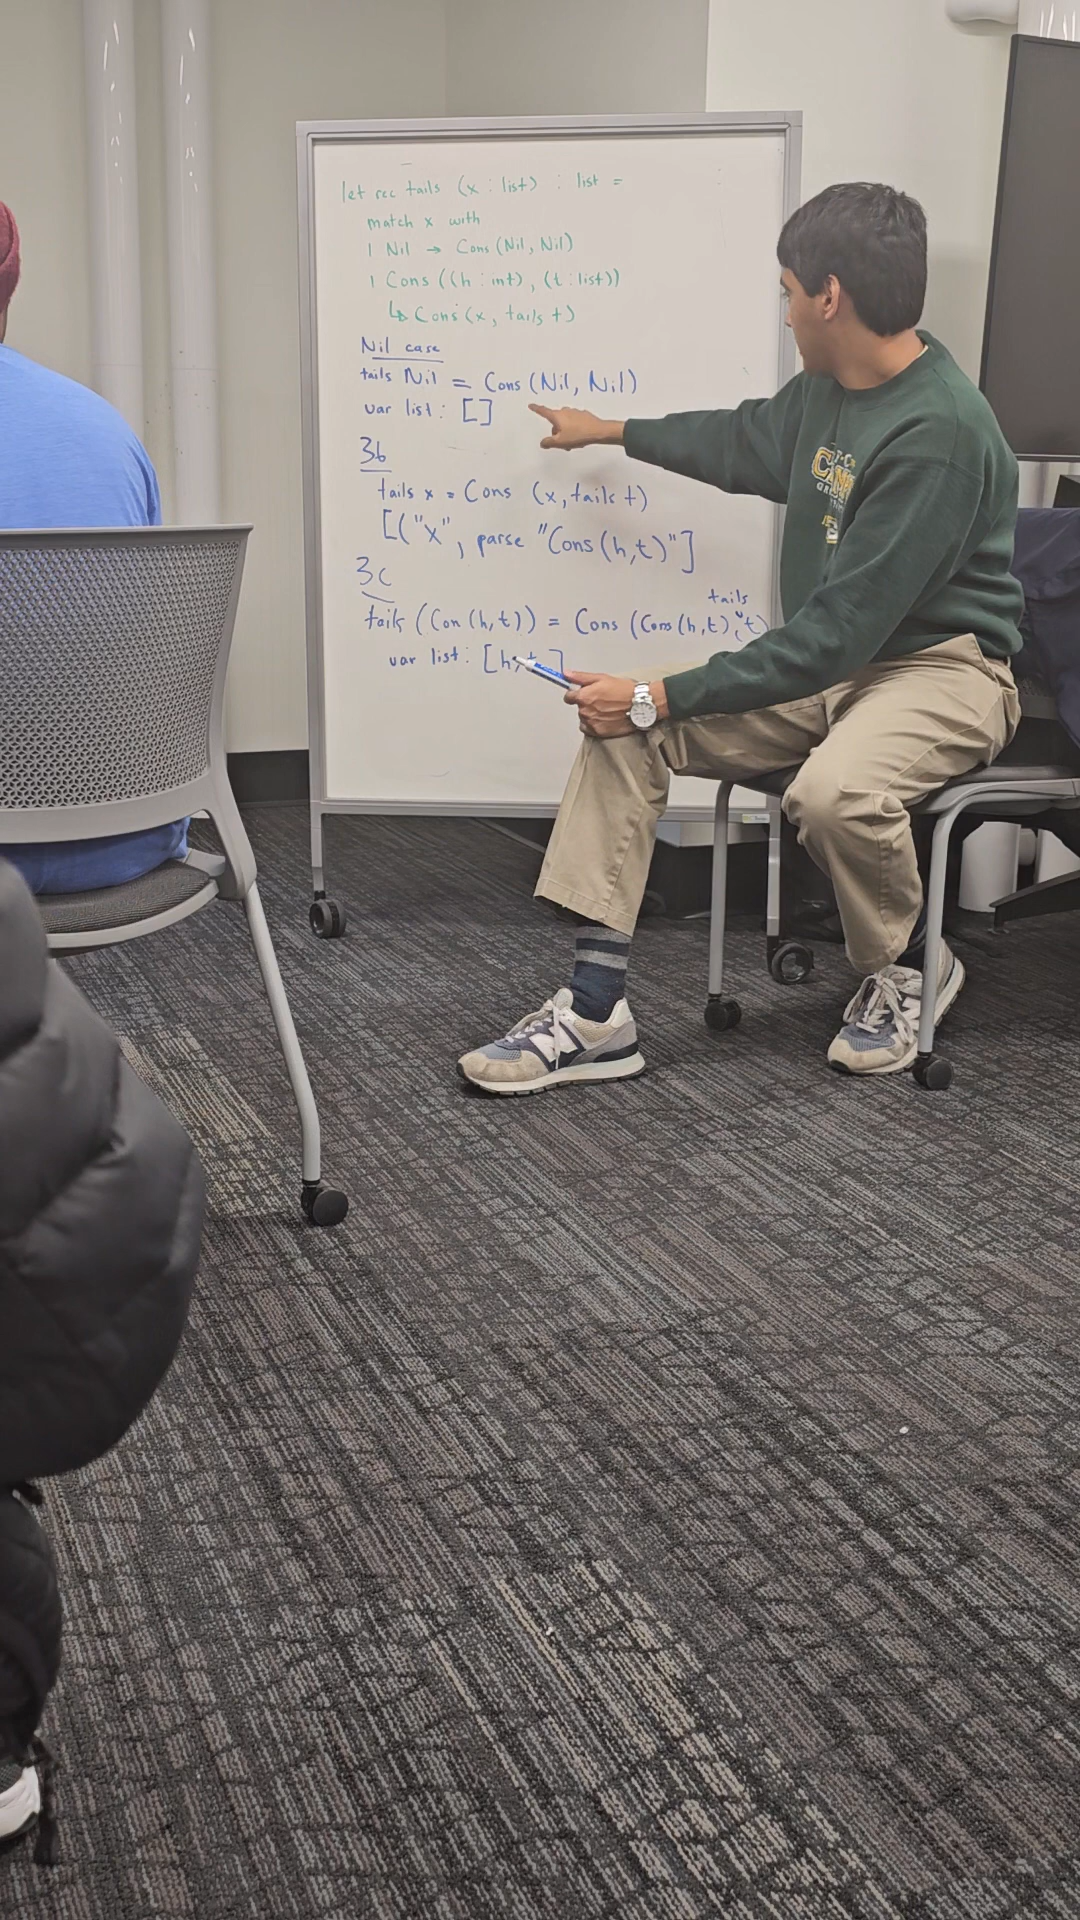 let rec tails (x : list) : list =
match x with
| Nil → Cons (Nil, Nil)
| Cons ((h : int), (t : list))
↳ Cons (x, tails t)
Nil case
tails Nil = Cons (Nil, Nil)
var list : []
3b
tails x = Cons (x, tails t)
[("x", parse "Cons (h,t)"]
3c
tails
tails (Con (h,t)) = Cons (Cons (h,t), t)
var list : [h, t]